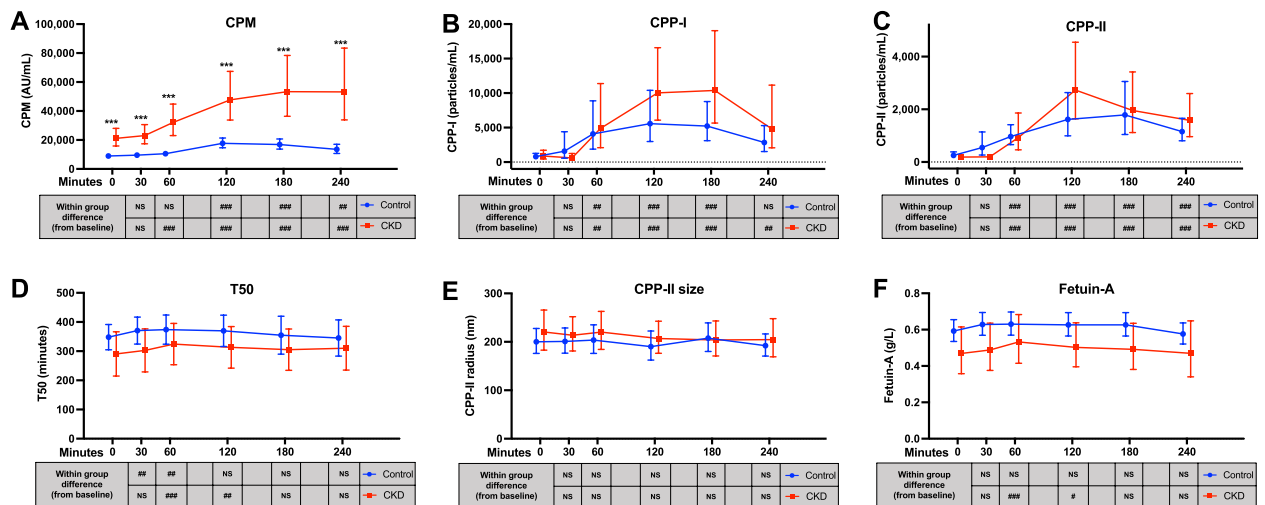 A
CPM
CPM (AU/mL)
100,000
80,000
60,000
40,000
20,000
0
***
***
***
***
***
***
Minutes 0 30 60 120 180 240
Within group difference (from baseline)
NS NS ### ### ##
NS ### ### ### ###
Control
CKD
B
CPP-I
CPP-I (particles/mL)
20,000
15,000
10,000
5,000
0
Minutes 0 30 60 120 180 240
Within group difference (from baseline)
NS ## ### ### NS
NS ## ### ### ##
Control
CKD
C
CPP-II
CPP-II (particles/mL)
4,000
2,000
0
Minutes 0 30 60 120 180 240
Within group difference (from baseline)
NS ### ### ### ###
NS ### ### ### ###
Control
CKD
D
T50
T50 (minutes)
500
400
300
200
100
0
Minutes 0 30 60 120 180 240
Within group difference (from baseline)
## ## NS NS NS
NS ### ## NS NS
Control
CKD
E
CPP-II size
CPP-II radius (nm)
300
200
100
0
Minutes 0 30 60 120 180 240
Within group difference (from baseline)
NS NS NS NS NS
NS NS NS NS NS
Control
CKD
F
Fetuin-A
Fetuin-A (g/L)
0.8
0.6
0.4
0.2
0.0
Minutes 0 30 60 120 180 240
Within group difference (from baseline)
NS NS NS NS NS
NS ### # NS NS
Control
CKD